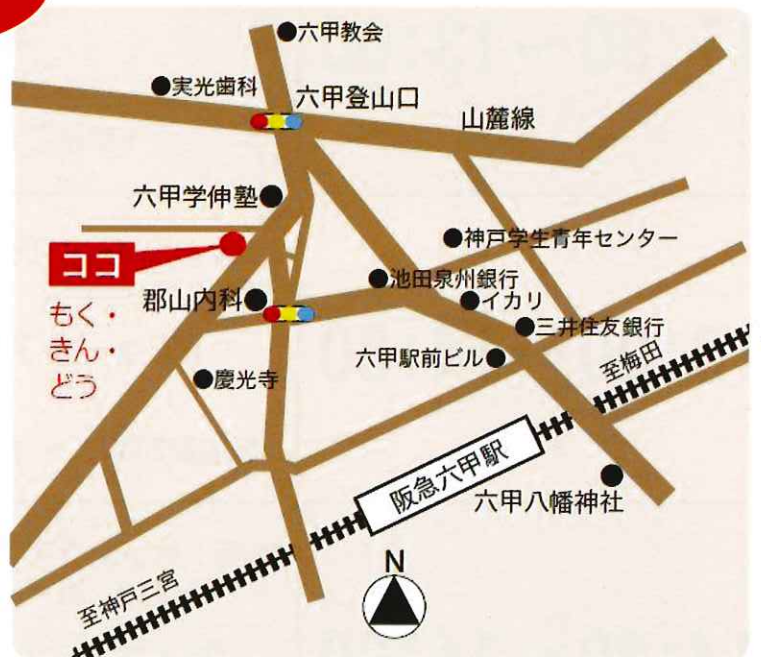 六甲教会
実光歯科
六甲登山口
山麓線
六甲学伸塾
神戸学生青年センター
ココ
池田泉州銀行
もく・
きん・
どう
郡山内科
イカリ
三井住友銀行
六甲駅前ビル
至梅田
慶光寺
阪急六甲駅
六甲八幡神社
N
至神戸三宮